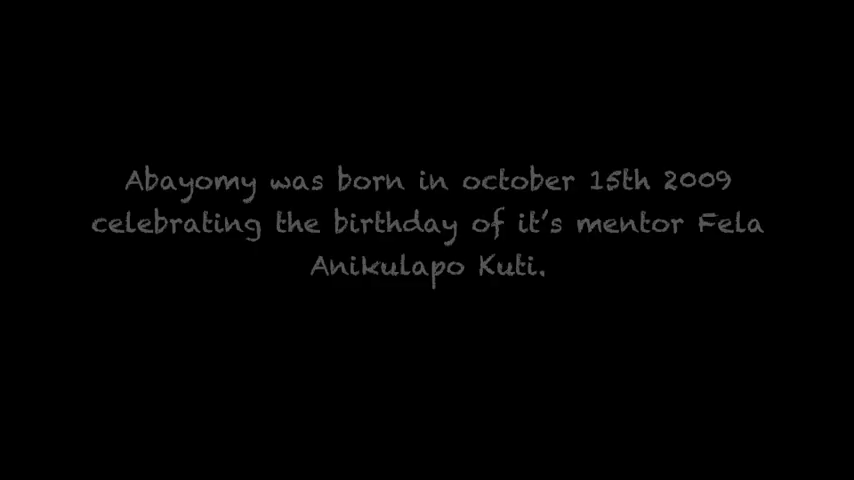 Abayomy was born in october 15th 2009
celebrating the birthday of it's mentor Fela
Anikulapo Kuti.